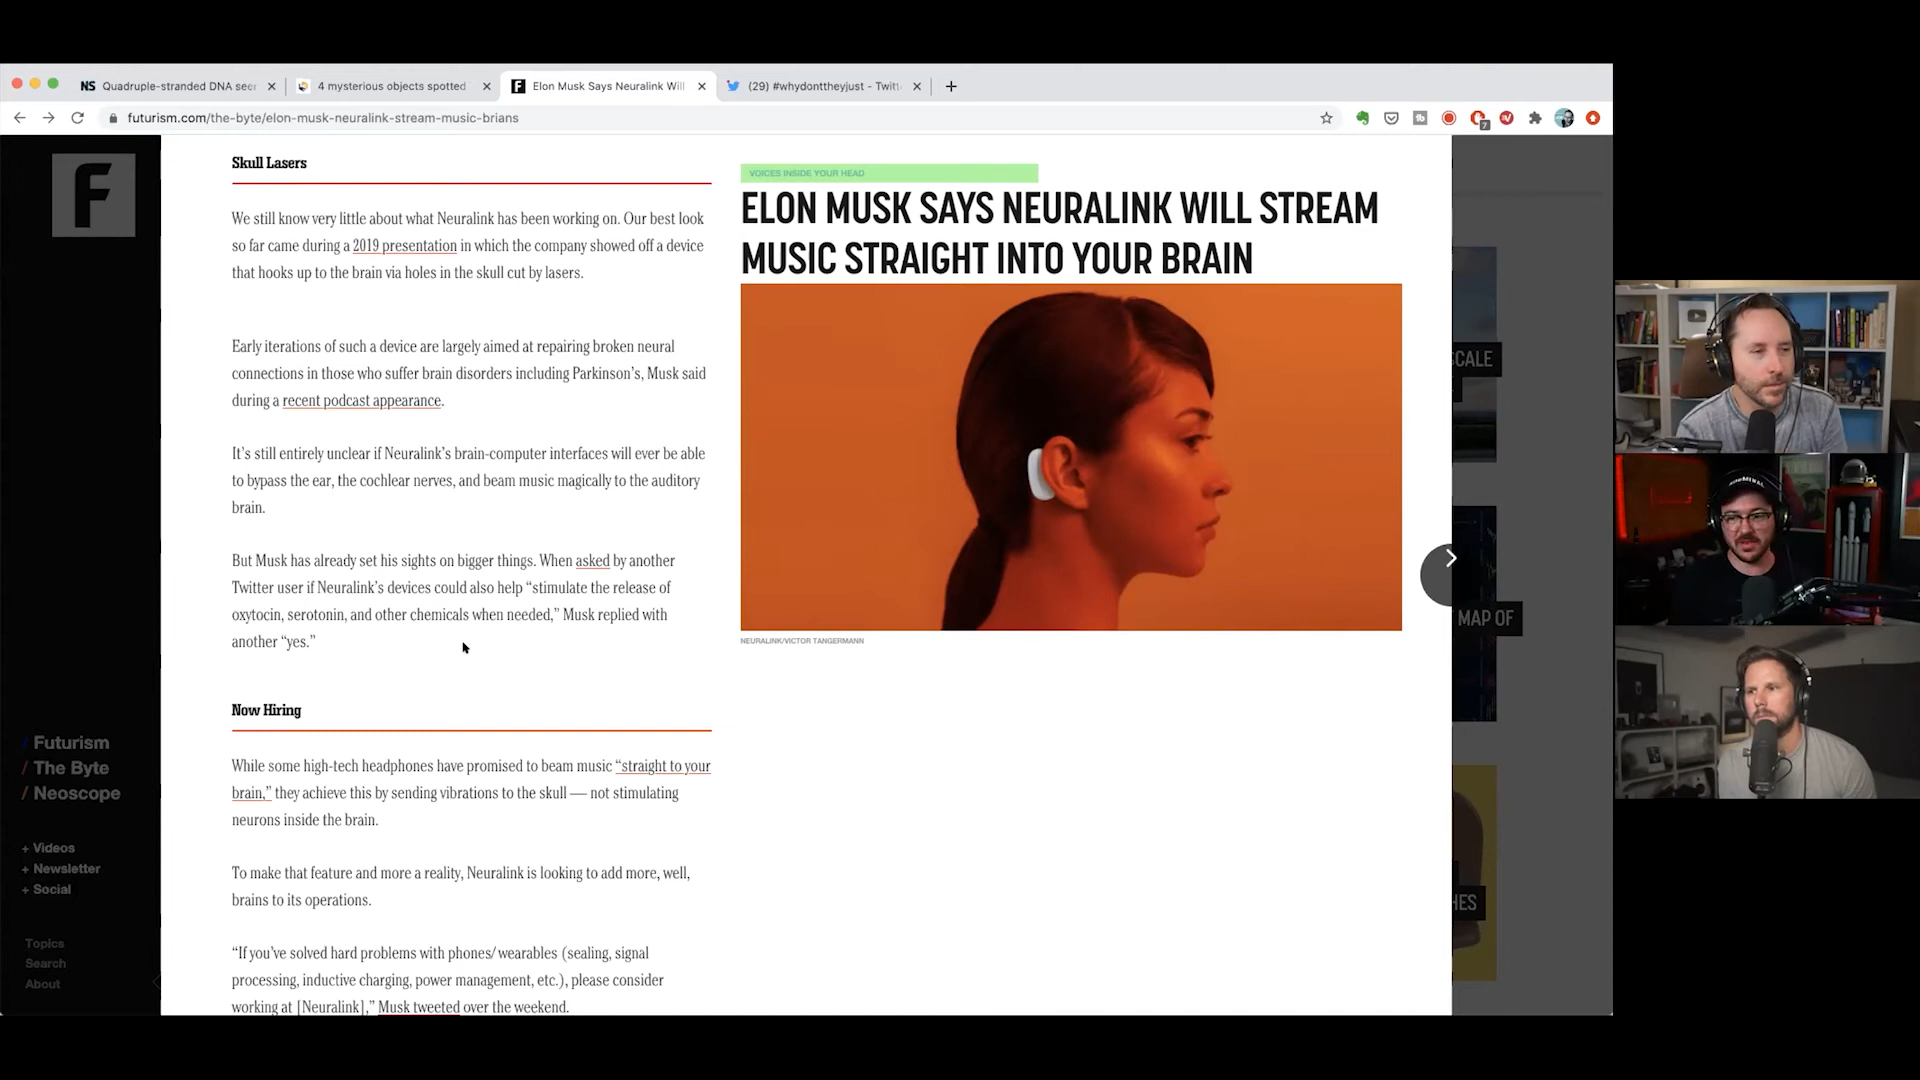 Quadruple-stranded DNA seen
4 mysterious objects spotted
Elon Musk Says Neuralink Will
(29) #whydonttheyjust - Twitt
futurism.com/the-byte/elon-musk-neuralink-stream-music-brians
Skull Lasers
We still know very little about what Neuralink has been working on. Our best look
so far came during a 2019 presentation in which the company showed off a device
that hooks up to the brain via holes in the skull cut by lasers.
Early iterations of such a device are largely aimed at repairing broken neural
connections in those who suffer brain disorders including Parkinson's, Musk said
during a recent podcast appearance.
It's still entirely unclear if Neuralink's brain-computer interfaces will ever be able
to bypass the ear, the cochlear nerves, and beam music magically to the auditory
brain.
But Musk has already set his sights on bigger things. When asked by another
Twitter user if Neuralink's devices could also help “stimulate the release of
oxytocin, serotonin, and other chemicals when needed,” Musk replied with
another “yes.”
Now Hiring
While some high-tech headphones have promised to beam music “straight to your
brain,” they achieve this by sending vibrations to the skull — not stimulating
neurons inside the brain.
To make that feature and more a reality, Neuralink is looking to add more, well,
brains to its operations.
“If you've solved hard problems with phones/wearables (sealing, signal
processing, inductive charging, power management, etc.), please consider
working at [Neuralink],” Musk tweeted over the weekend.
VOICES INSIDE YOUR HEAD
ELON MUSK SAYS NEURALINK WILL STREAM
MUSIC STRAIGHT INTO YOUR BRAIN
NEURALINK/VICTOR TANGERMANN
F
/ Futurism
/ The Byte
/ Neoscope
+ Videos
+ Newsletter
+ Social
Topics
Search
About
SCALE
MAP OF
HES